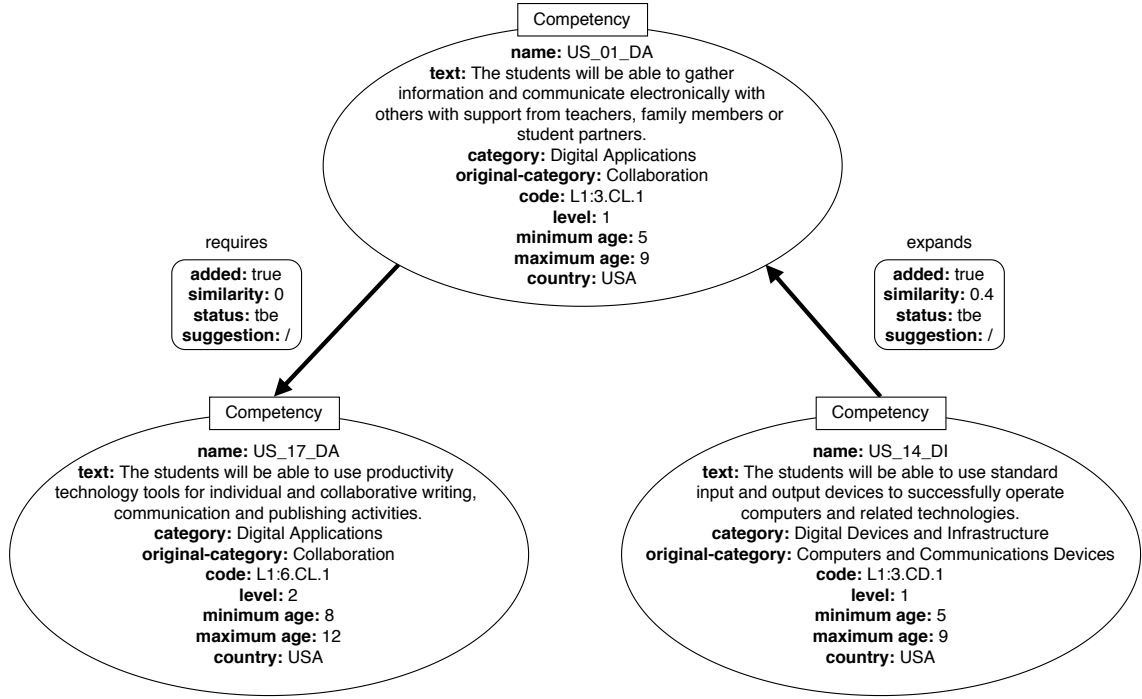 Competency
name: US_01_DA
text: The students will be able to gather
information and communicate electronically with
others with support from teachers, family members or
student partners.
category: Digital Applications
original-category: Collaboration
code: L1:3.CL.1
level: 1
minimum age: 5
maximum age: 9
country: USA
requires
added: true
similarity: 0
status: tbe
suggestion: /
expands
added: true
similarity: 0.4
status: tbe
suggestion: /
Competency
name: US_17_DA
text: The students will be able to use productivity
technology tools for individual and collaborative writing,
communication and publishing activities.
category: Digital Applications
original-category: Collaboration
code: L1:6.CL.1
level: 2
minimum age: 8
maximum age: 12
country: USA
Competency
name: US_14_DI
text: The students will be able to use standard
input and output devices to successfully operate
computers and related technologies.
category: Digital Devices and Infrastructure
original-category: Computers and Communications Devices
code: L1:3.CD.1
level: 1
minimum age: 5
maximum age: 9
country: USA